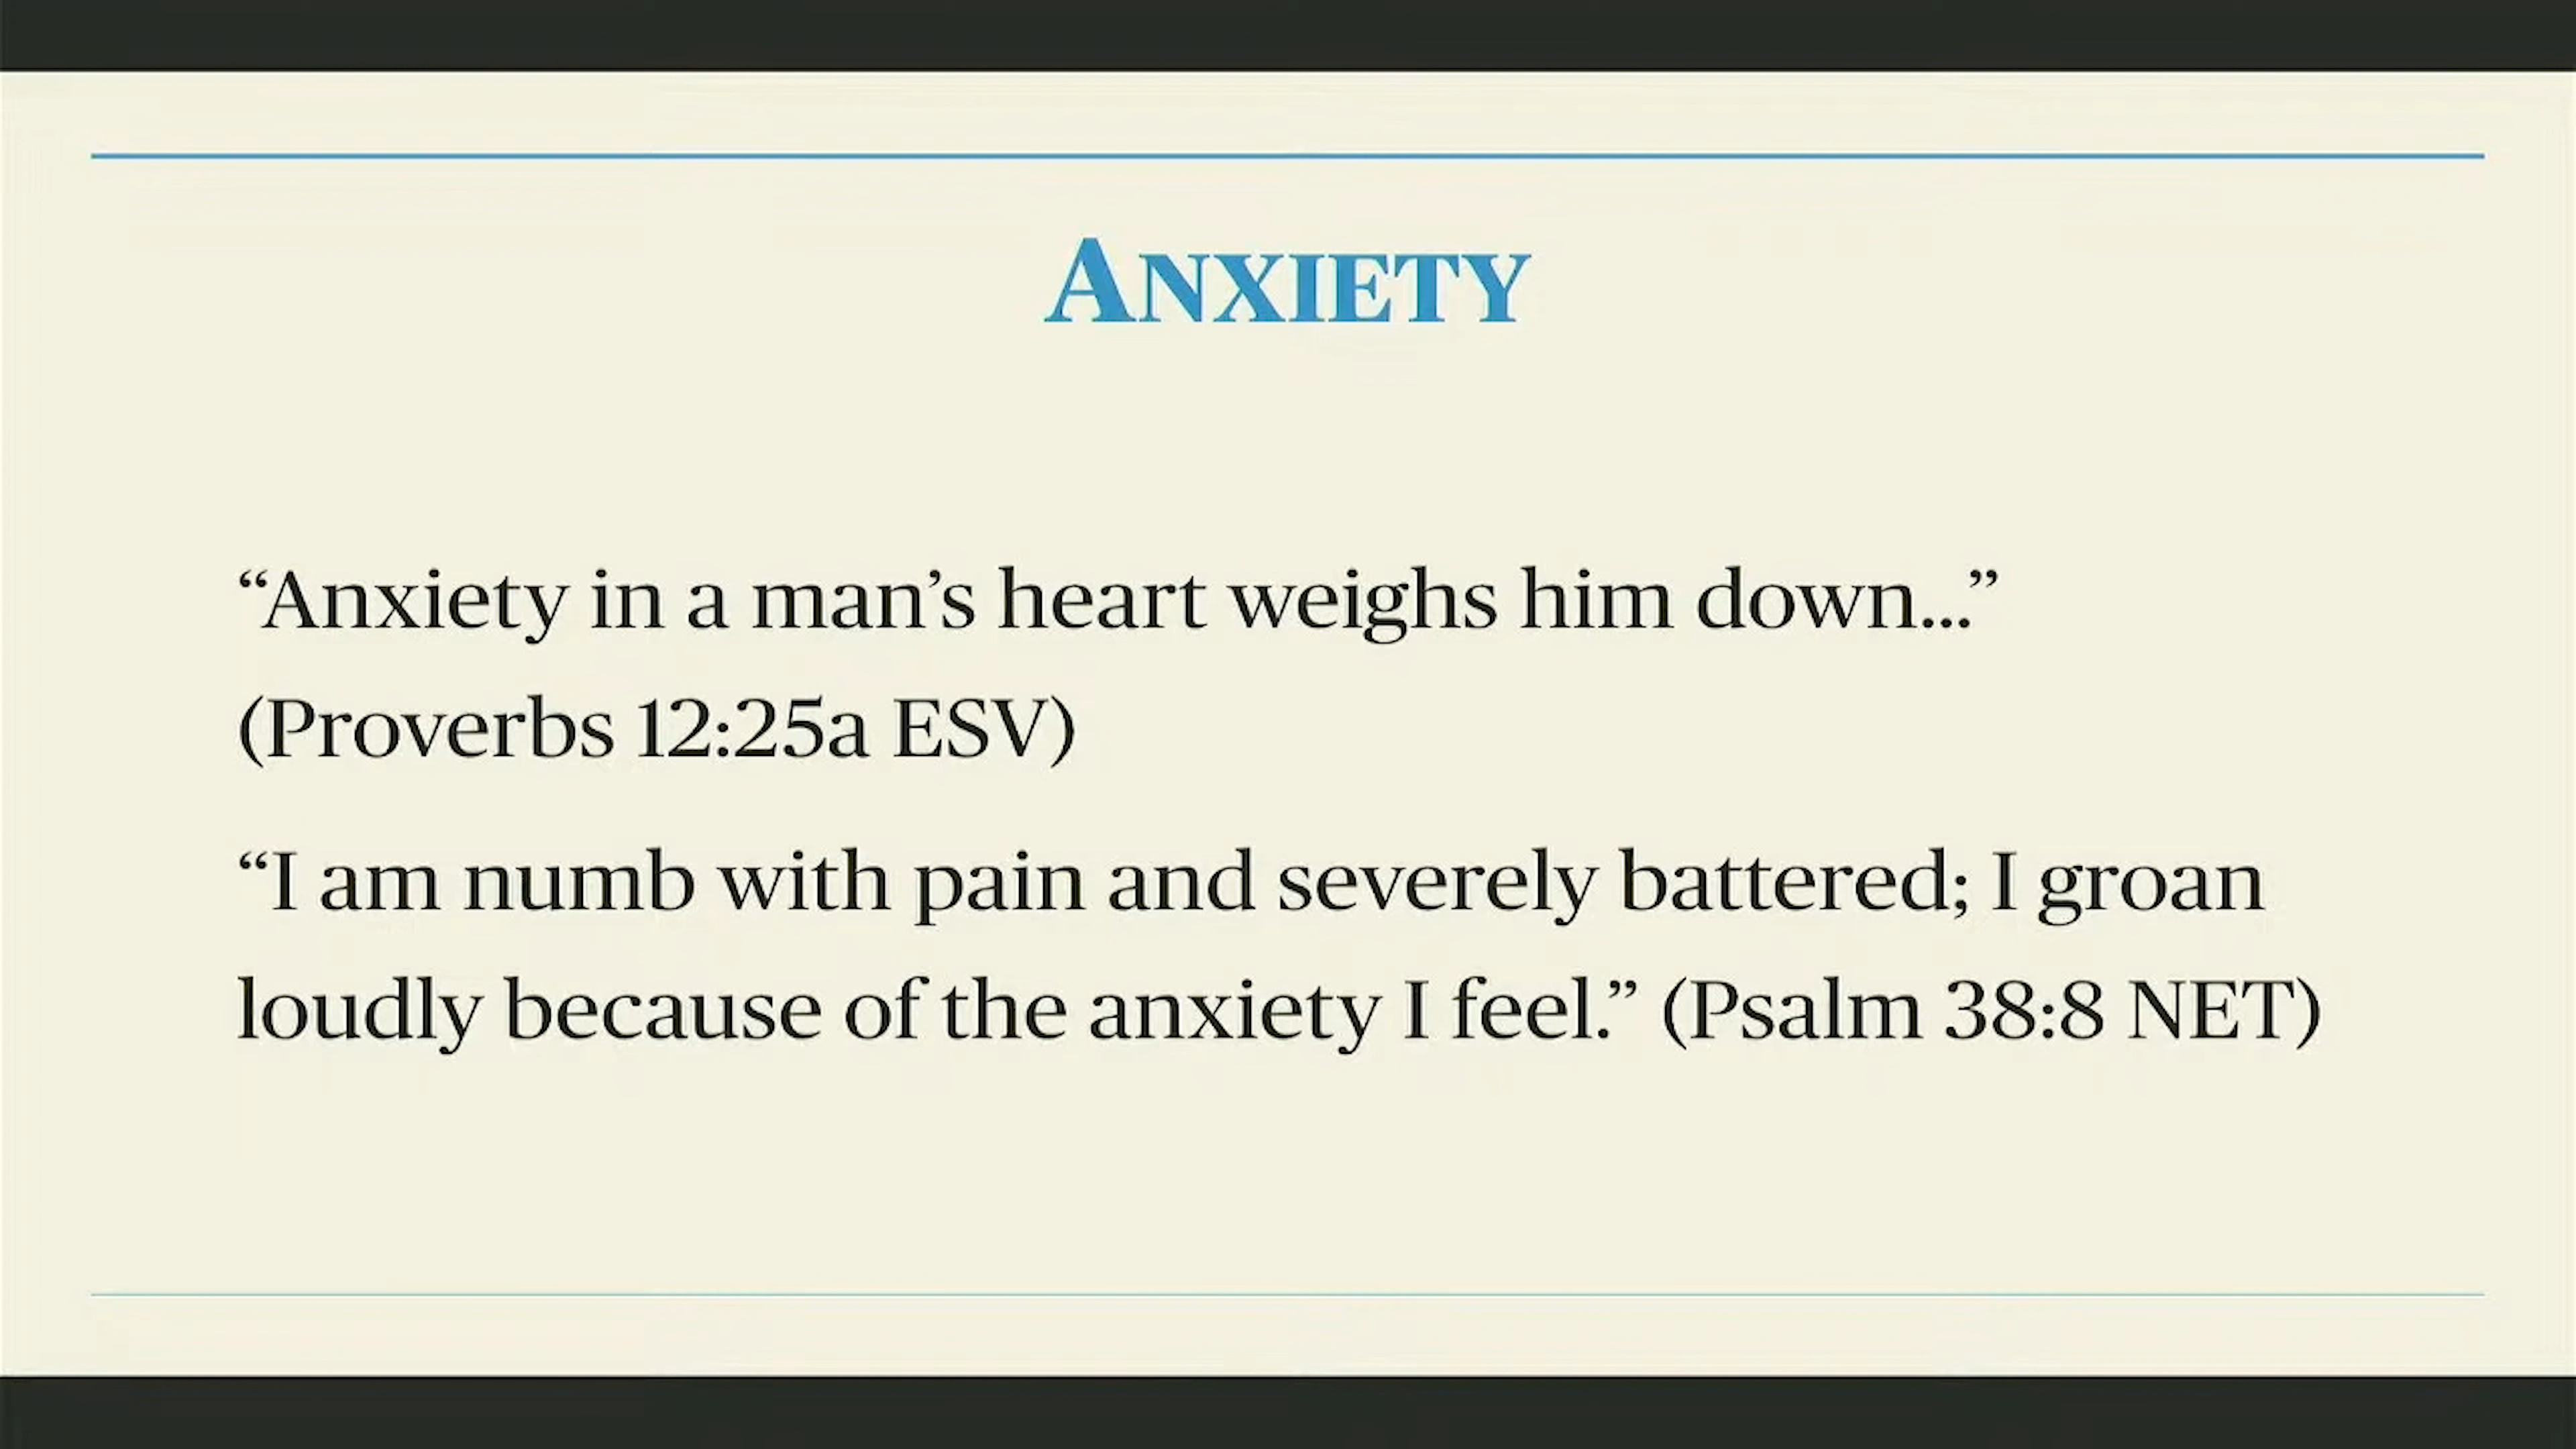 ANXIETY
“Anxiety in a man’s heart weighs him down...”
(Proverbs 12:25a ESV)
“I am numb with pain and severely battered; I groan
loudly because of the anxiety I feel.” (Psalm 38:8 NET)